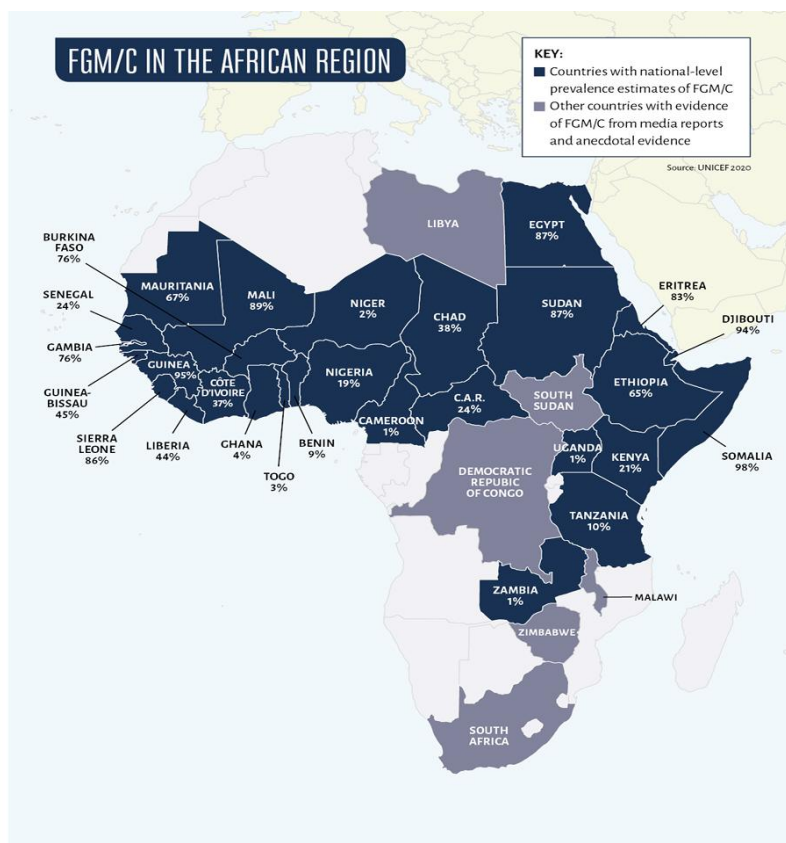 FGM/C IN THE AFRICAN REGION
KEY:
Countries with national-level
prevalence estimates of FGM/C
Other countries with evidence
of FGM/C from media reports
and anecdotal evidence
Source: UNICEF 2020
LIBYA
EGYPT
87%
BURKINA
FASO
76%
MAURITANIA
67%
MALI
89%
NIGER
2%
CHAD
38%
SUDAN
87%
ERITREA
83%
SENEGAL
24%
DJIBOUTI
94%
GAMBIA
76%
GUINEA
95%
CÔTE
D'IVOIRE
37%
NIGERIA
19%
C.A.R.
24%
SOUTH
SUDAN
ETHIOPIA
65%
GUINEA-
BISSAU
45%
SIERRA
LEONE
86%
LIBERIA
44%
GHANA
4%
TOGO
3%
BENIN
9%
CAMEROON
1%
UGANDA
1%
KENYA
21%
SOMALIA
98%
DEMOCRATIC
REPUBLIC
OF CONGO
TANZANIA
10%
ZAMBIA
1%
MALAWI
ZIMBABWE
SOUTH
AFRICA